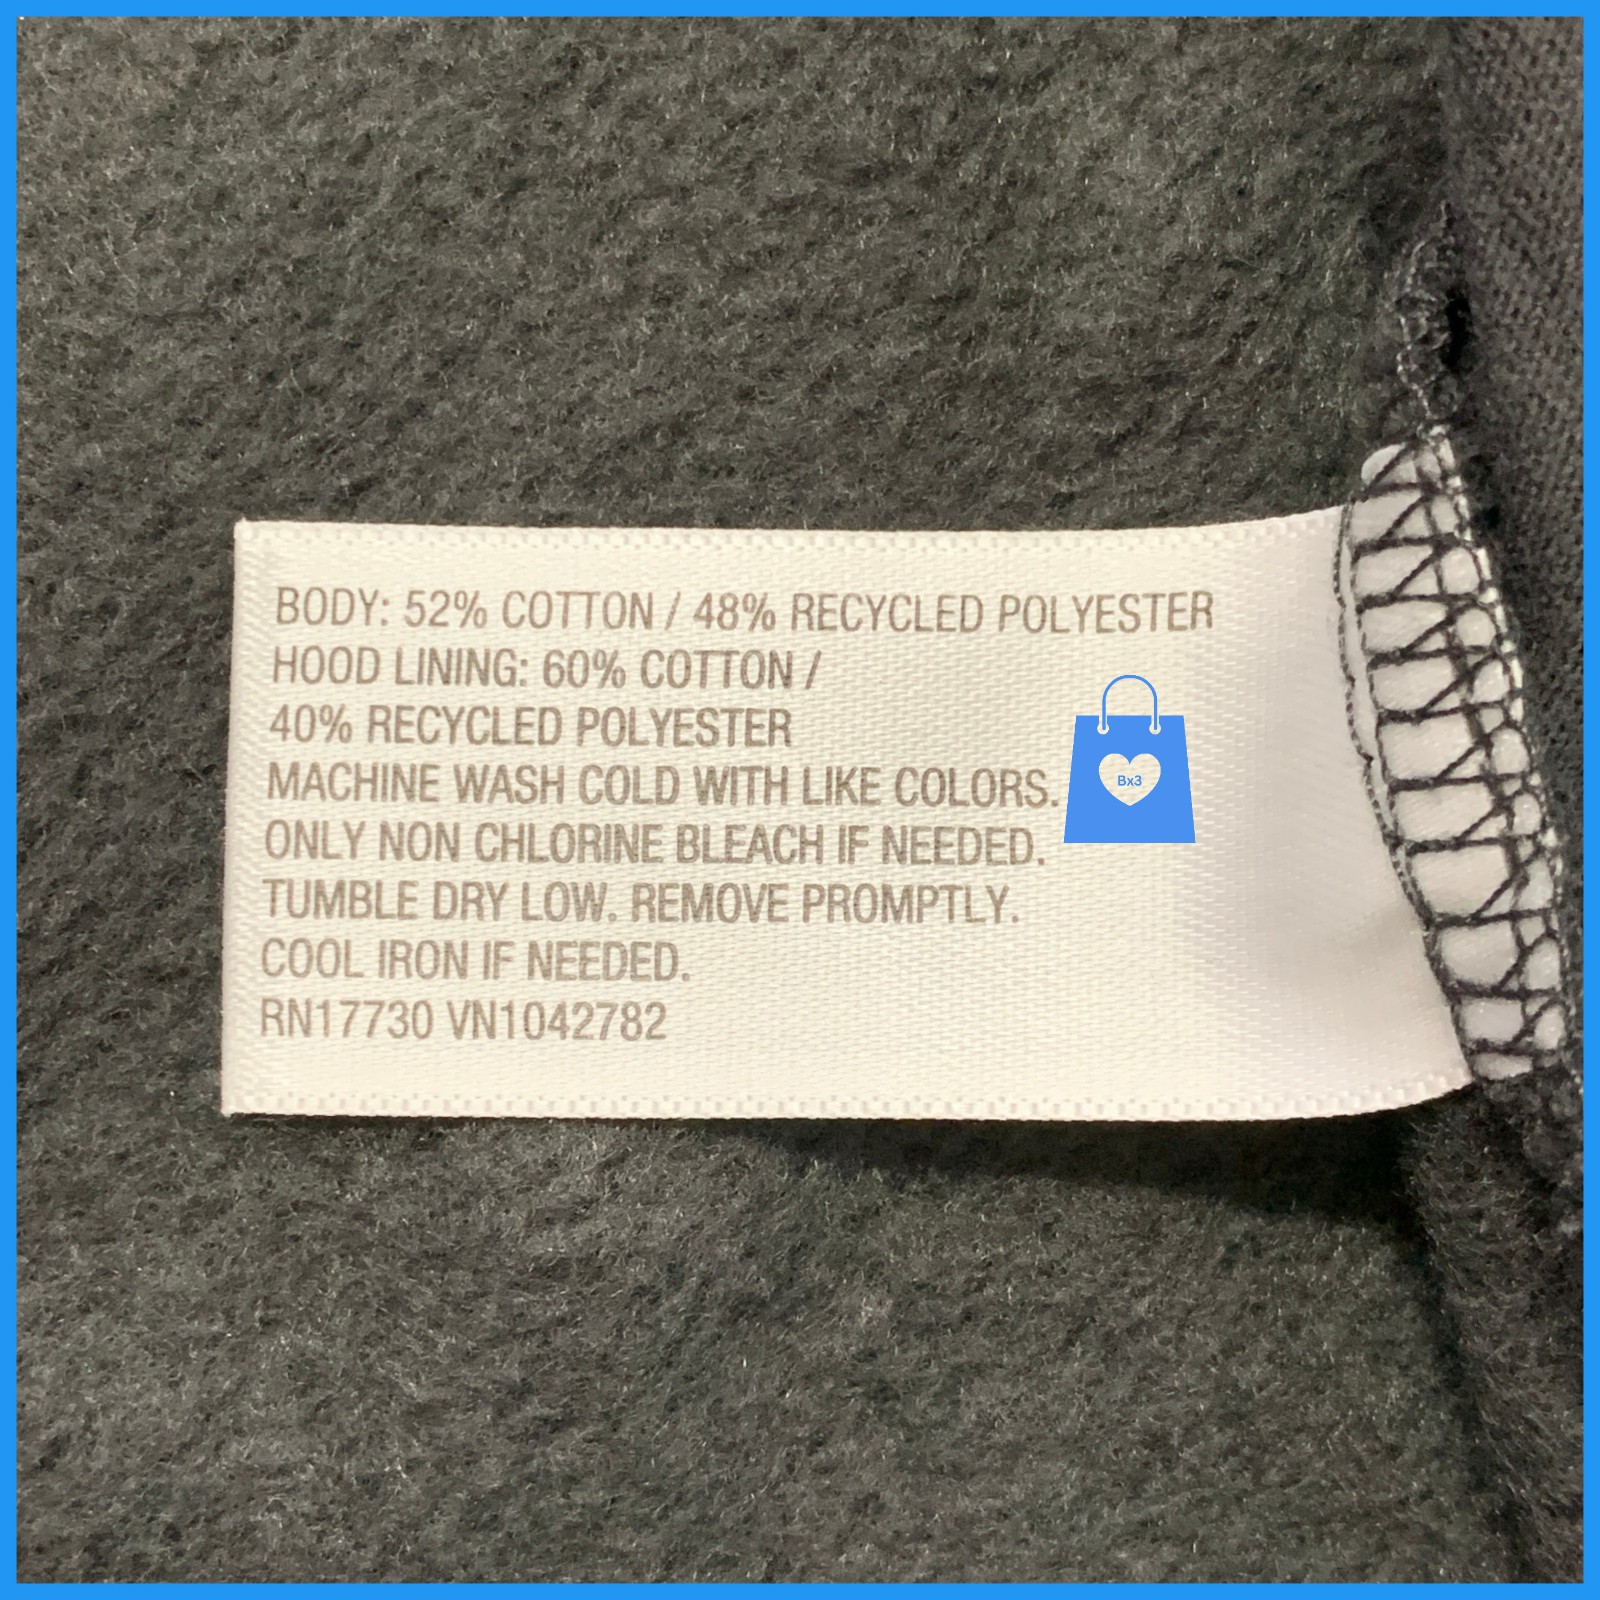 BODY: 52% COTTON / 48% RECYCLED POLYESTER
HOOD LINING: 60% COTTON /
40% RECYCLED POLYESTER
MACHINE WASH COLD WITH LIKE COLORS.
ONLY NON CHLORINE BLEACH IF NEEDED.
TUMBLE DRY LOW. REMOVE PROMPTLY.
COOL IRON IF NEEDED.
RN17730 VN1042782
Bx3